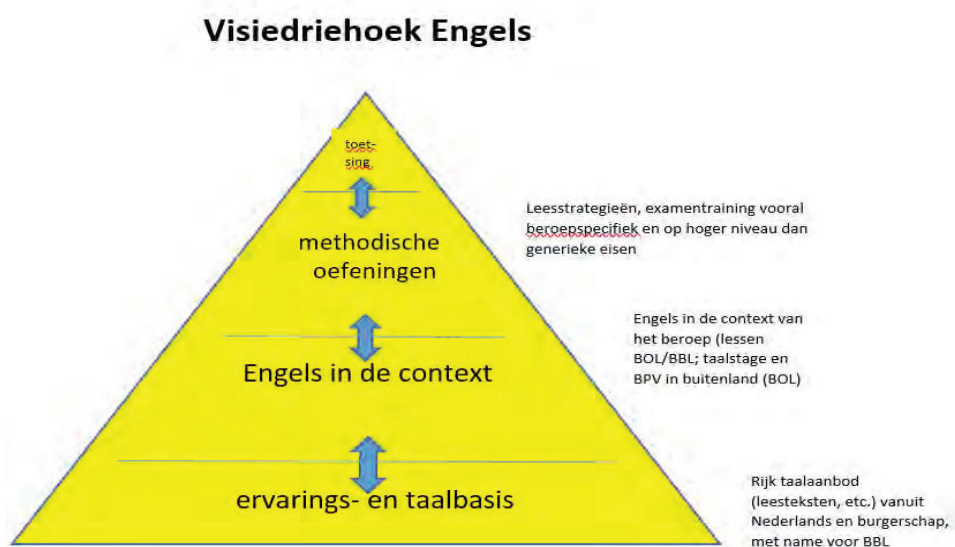 Visiedriehoek Engels
toet-
sing
methodische
oefeningen
Leesstrategieën, examentraining vooral
beroepspecifiek en op hoger niveau dan
generieke eisen
Engels in de context
Engels in de context van
het beroep (lessen
BOL/BBL; taalstage en
BPV in buitenland (BOL)
ervarings- en taalbasis
Rijk taalaanbod
(leesteksten, etc.) vanuit
Nederlands en burgerschap,
met name voor BBL